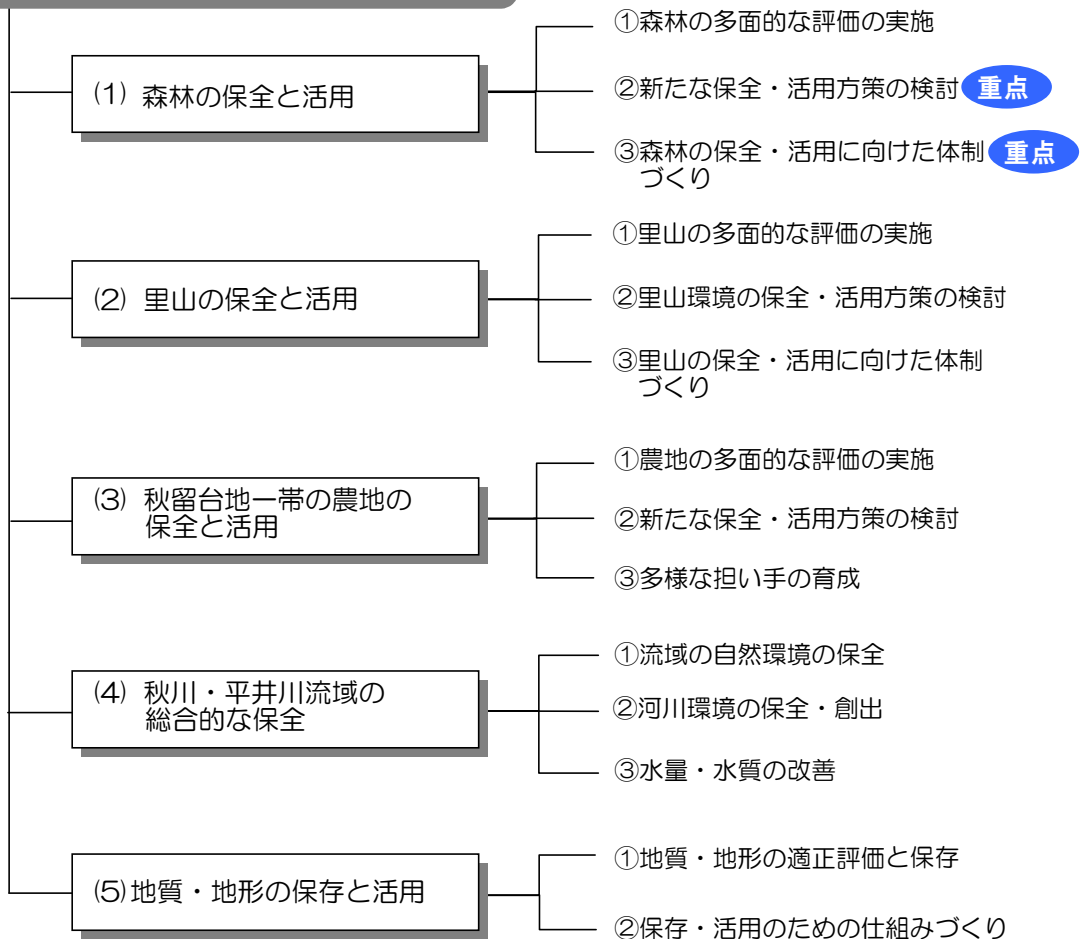 (1) 森林の保全と活用
①森林の多面的な評価の実施
②新たな保全・活用方策の検討 重点
③森林の保全・活用に向けた体制 重点
づくり
(2) 里山の保全と活用
①里山の多面的な評価の実施
②里山環境の保全・活用方策の検討
③里山の保全・活用に向けた体制
づくり
(3) 秋留台地一帯の農地の
保全と活用
①農地の多面的な評価の実施
②新たな保全・活用方策の検討
③多様な担い手の育成
(4) 秋川・平井川流域の
総合的な保全
①流域の自然環境の保全
②河川環境の保全・創出
③水量・水質の改善
(5)地質・地形の保存と活用
①地質・地形の適正評価と保存
②保存・活用のための仕組みづくり